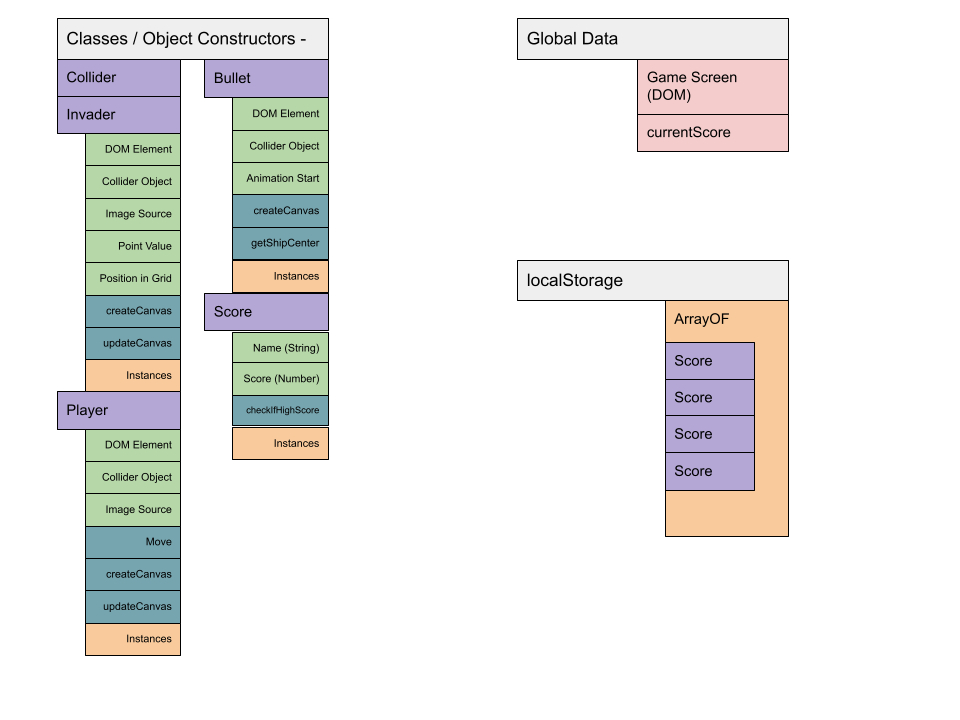 Classes / Object Constructors -
Collider
Invader
DOM Element
Collider Object
Image Source
Point Value
Position in Grid
createCanvas
updateCanvas
Instances
Player
DOM Element
Collider Object
Image Source
Move
createCanvas
updateCanvas
Instances
Bullet
DOM Element
Collider Object
Animation Start
createCanvas
getShipCenter
Instances
Score
Name (String)
Score (Number)
checkIfHighScore
Instances
Global Data
Game Screen
(DOM)
currentScore
localStorage
ArrayOF
Score
Score
Score
Score